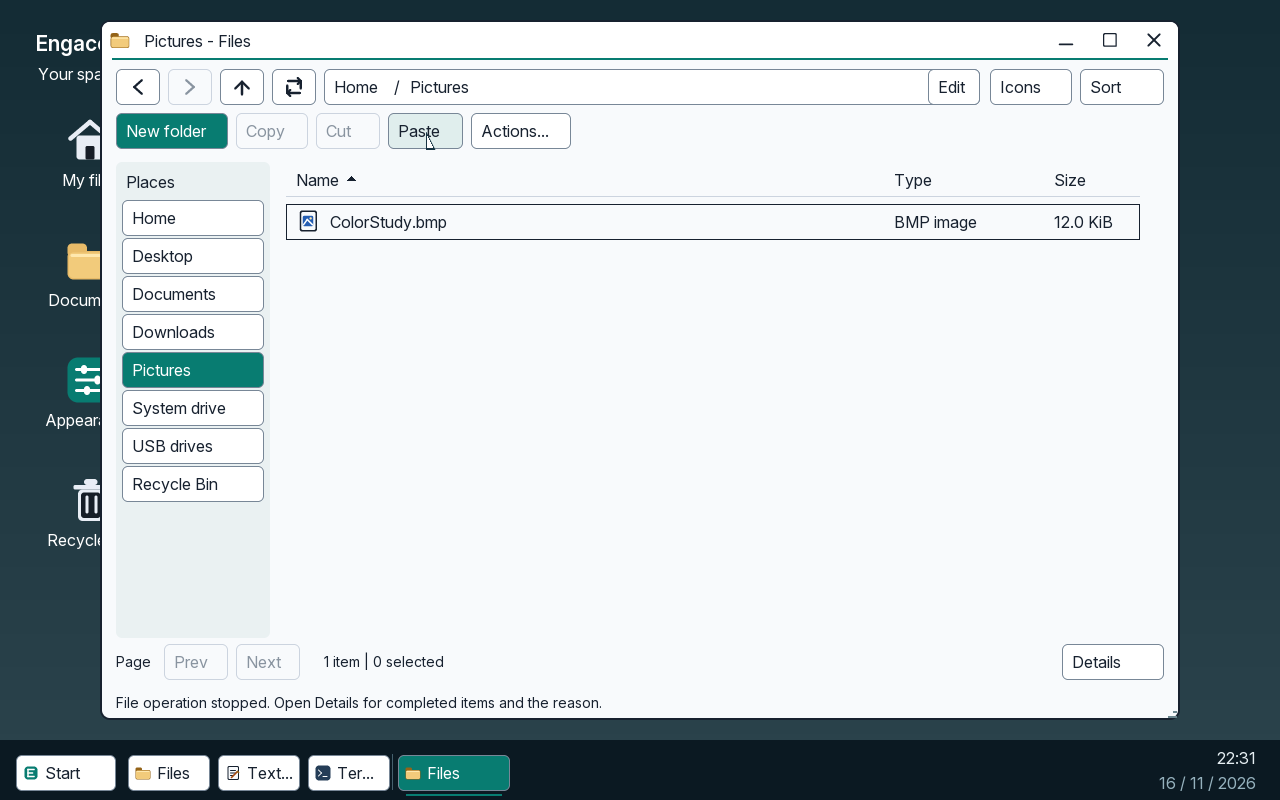 Engac
Your spa
My fil
Docum
Appear
Recycle
Pictures - Files
Home / Pictures
Edit
Icons
Sort
New folder
Copy
Cut
Paste
Actions...
Places
Home
Desktop
Documents
Downloads
Pictures
System drive
USB drives
Recycle Bin
Name
Type
Size
ColorStudy.bmp
BMP image
12.0 KiB
Page
Prev
Next
1 item | 0 selected
Details
File operation stopped. Open Details for completed items and the reason.
Start
Files
Text...
Ter...
Files
22:31
16 / 11 / 2026